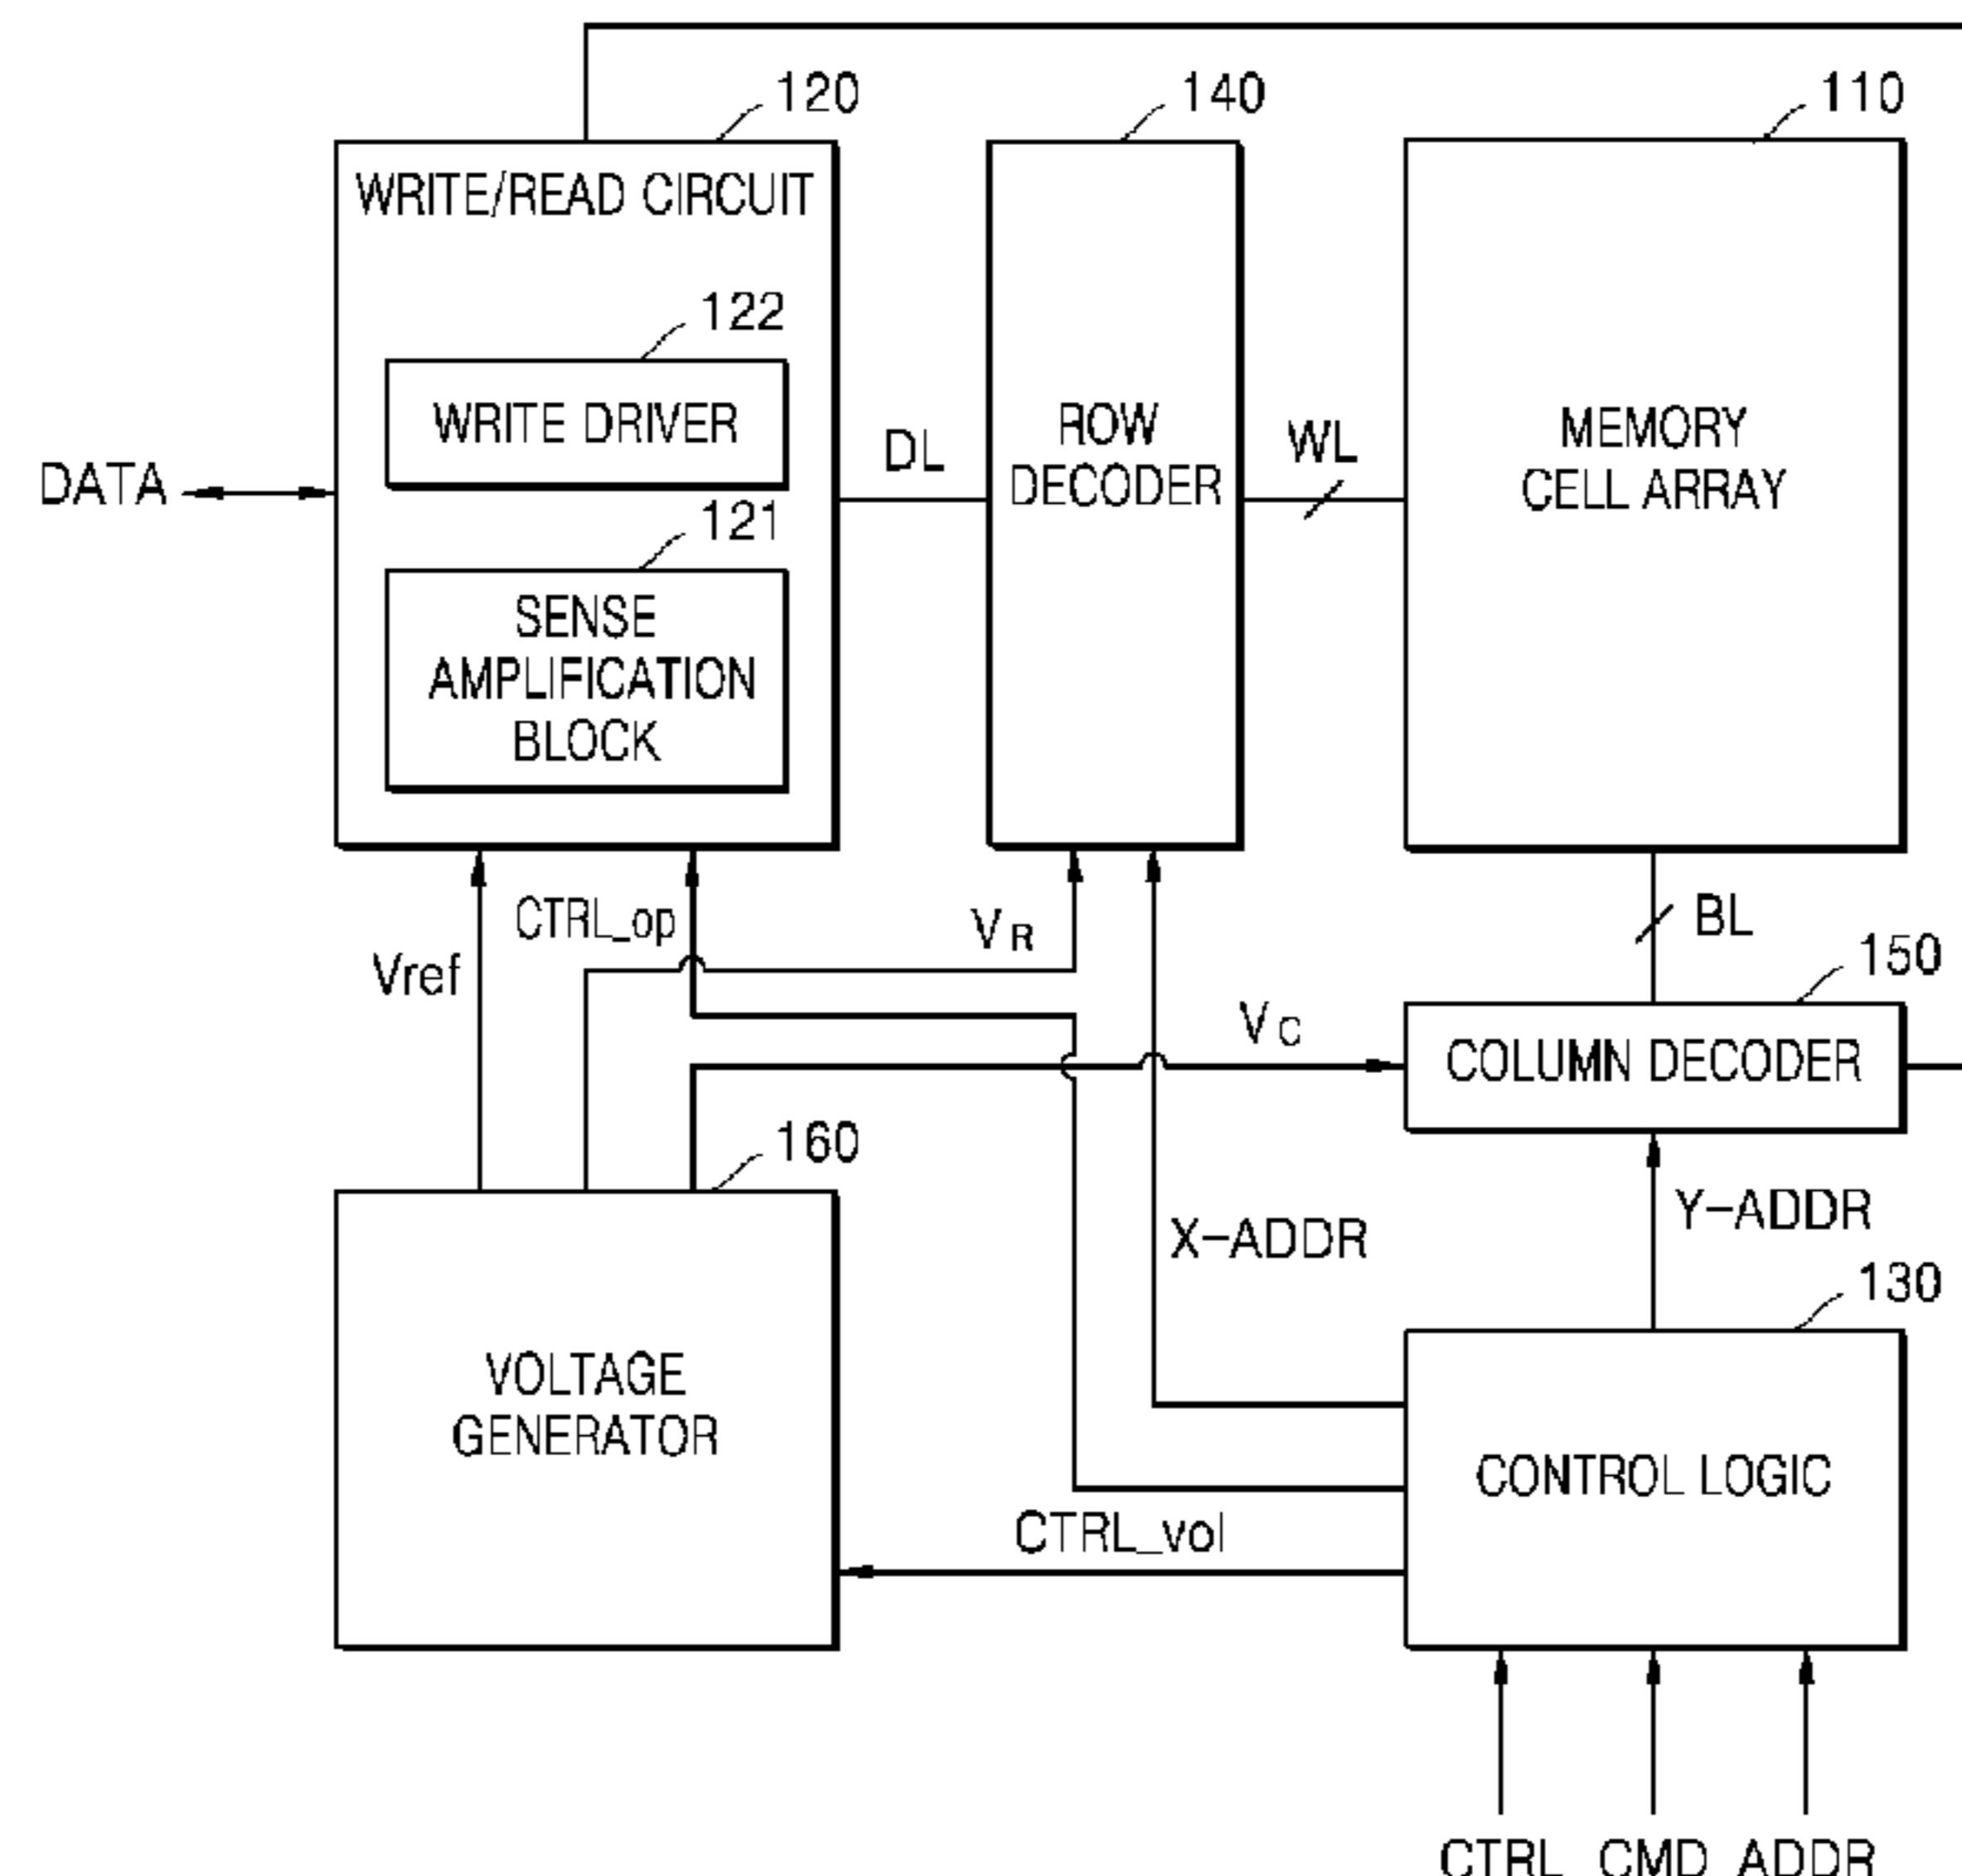 120
140
110
WRITE/READ CIRCUIT
122
WRITE DRIVER
DATA
DL
ROW
DECODER
WL
MEMORY
CELL ARRAY
121
SENSE
AMPLIFICATION
BLOCK
CTRL_op
Vref
VR
BL
150
VC
COLUMN DECODER
160
X-ADDR
Y-ADDR
130
VOLTAGE
GENERATOR
CONTROL LOGIC
CTRL_vol
CTRL CMD ADDR